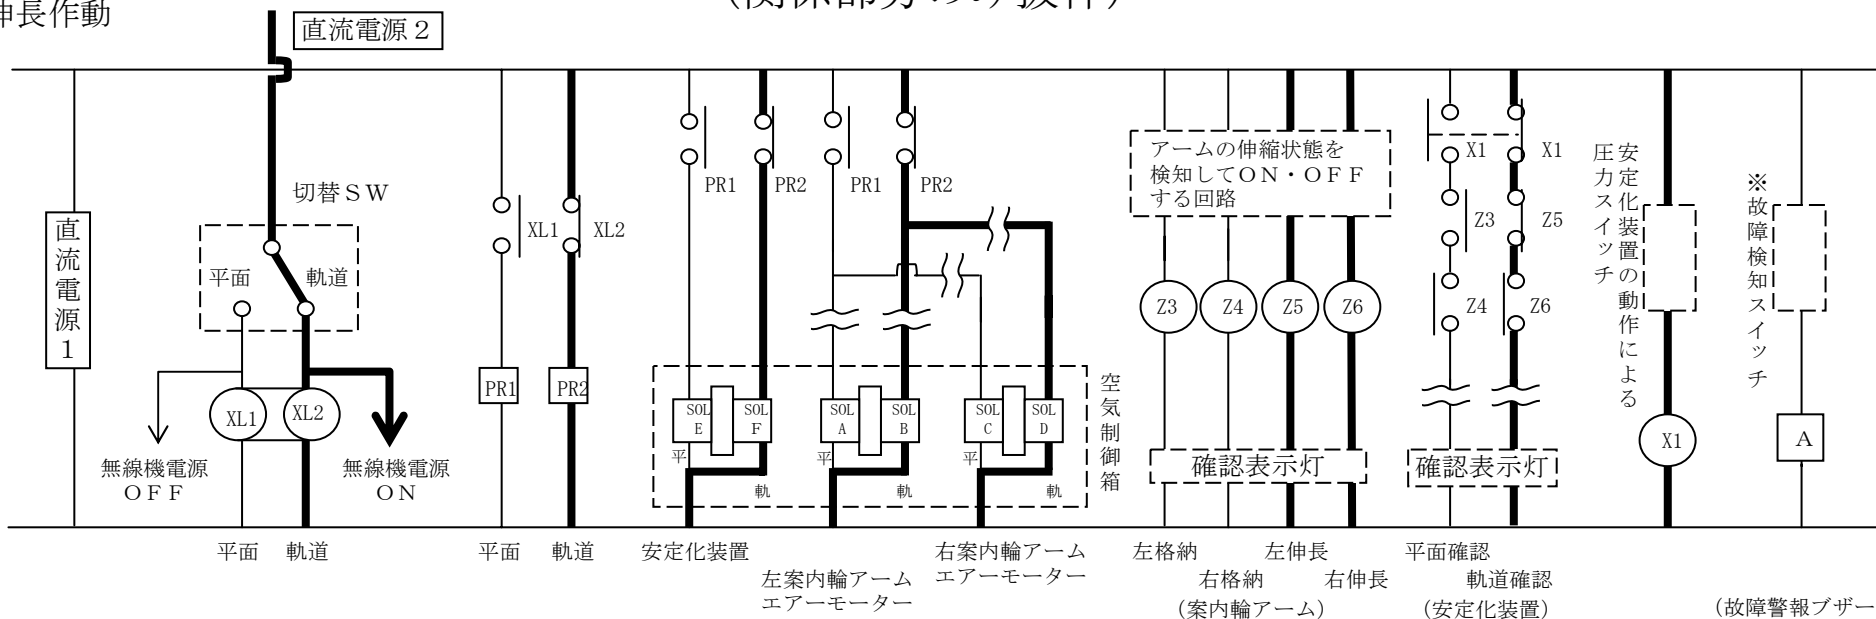 伸長作動
(関係部分のみ抜粋)
直流電源2
直流電源1
切替SW
平面
軌道
XL1
XL2
無線機電源
OFF
無線機電源
ON
平面
軌道
XL1
XL2
PR1
PR2
平面
軌道
PR1
PR2
PR1
PR2
SOL
E
SOL
F
SOL
A
SOL
B
SOL
C
SOL
D
平
軌
平
軌
平
軌
空気制御箱
安定化装置
左案内輪アーム
エアーモーター
右案内輪アーム
エアーモーター
アームの伸縮状態を
検知してON・OFF
する回路
Z3
Z4
Z5
Z6
確認表示灯
左格納
右格納
左伸長
右伸長
(案内輪アーム)
X1
X1
Z3
Z5
Z4
Z6
確認表示灯
平面確認
軌道確認
(安定化装置)
安定化装置の動作による
圧力スイッチ
X1
※故障検知スイッチ
A
(故障警報ブザー